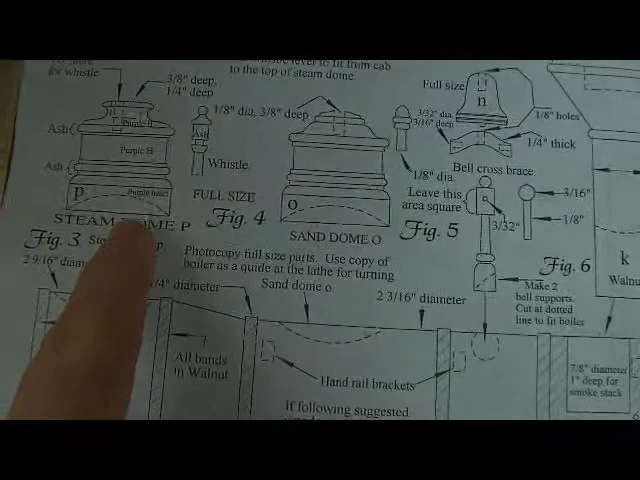 for whistle
3/8" deep,
1/4" deep
lever to fit from cab
to the top of steam dome.
1/8" dia, 3/8" deep
Ash
Purple H
Ash
Purple heart
p
Ash
Whistle
FULL SIZE
STEAM DOME P
Fig. 3
Fig. 4
o
SAND DOME O
1/8" dia.
Fig. 5
Full size
n
3/32" dia
3/16" deep
1/8" holes
1/4" thick
Bell cross brace
Leave this
area square
3/16"
1/8"
3/32"
Fig. 6
k
Walnut
Make 2
bell supports.
Cut at dotted
line to fit boiler
Photocopy full size parts. Use copy of
boiler as a guide at the lathe for turning
2 9/16" diam
/4" diameter
Sand dome o
2 3/16" diameter
All bands
in Walnut
Hand rail brackets
If following suggested
7/8" diameter
1" deep for
smoke stack